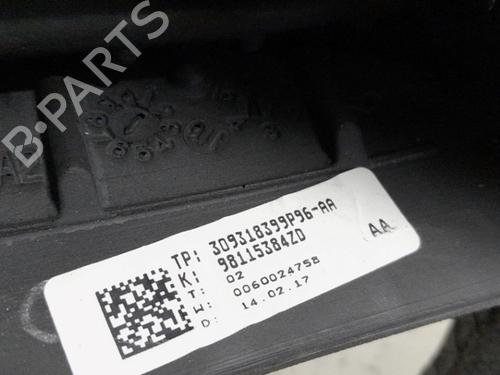 B-PARTS
TP: 309318399P96-AA
K: 98115384ZD
T: 02
W: 0060024758
D: 14.02.17
AA